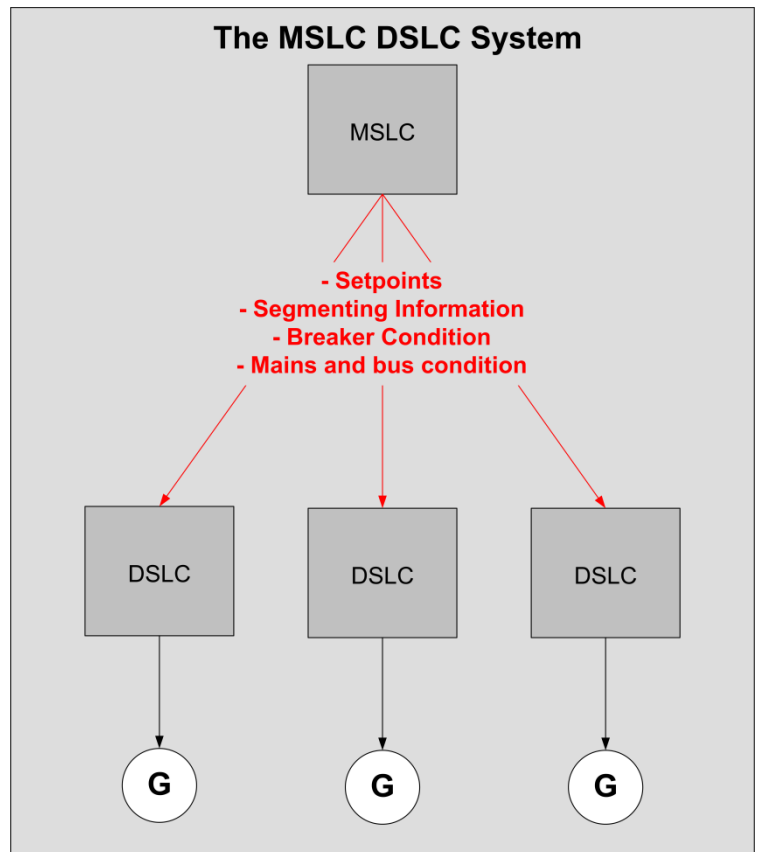 The MSLC DSLC System
MSLC
- Setpoints
- Segmenting Information
- Breaker Condition
- Mains and bus condition
DSLC
DSLC
DSLC
G
G
G